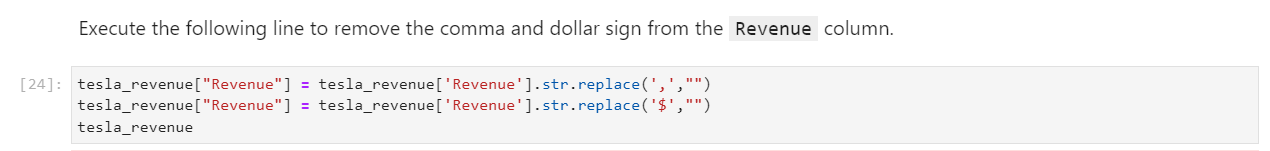 Execute the following line to remove the comma and dollar sign from the Revenue column.
[24]: tesla_revenue["Revenue"] = tesla_revenue['Revenue'].str.replace(',',"")
tesla_revenue["Revenue"] = tesla_revenue['Revenue'].str.replace('$',"")
tesla_revenue